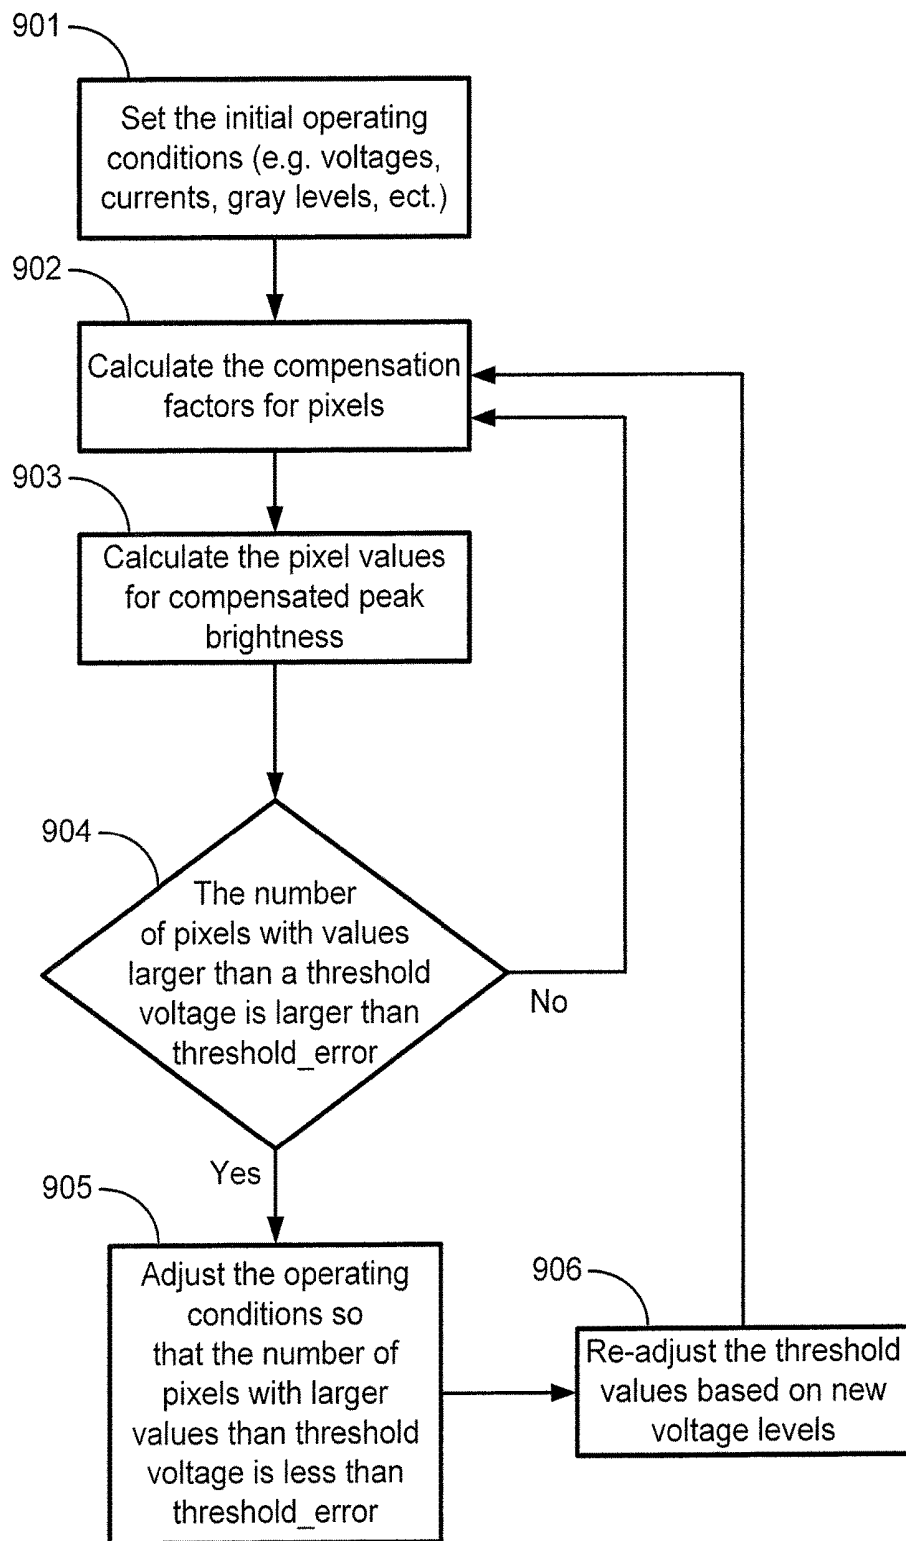 901
Set the initial operating
conditions (e.g. voltages,
currents, gray levels, ect.)
902
Calculate the compensation
factors for pixels
903
Calculate the pixel values
for compensated peak
brightness
904
The number
of pixels with values
larger than a threshold
voltage is larger than
threshold_error
No
Yes
905
Adjust the operating
conditions so
that the number of
pixels with larger
values than threshold
voltage is less than
threshold_error
906
Re-adjust the threshold
values based on new
voltage levels